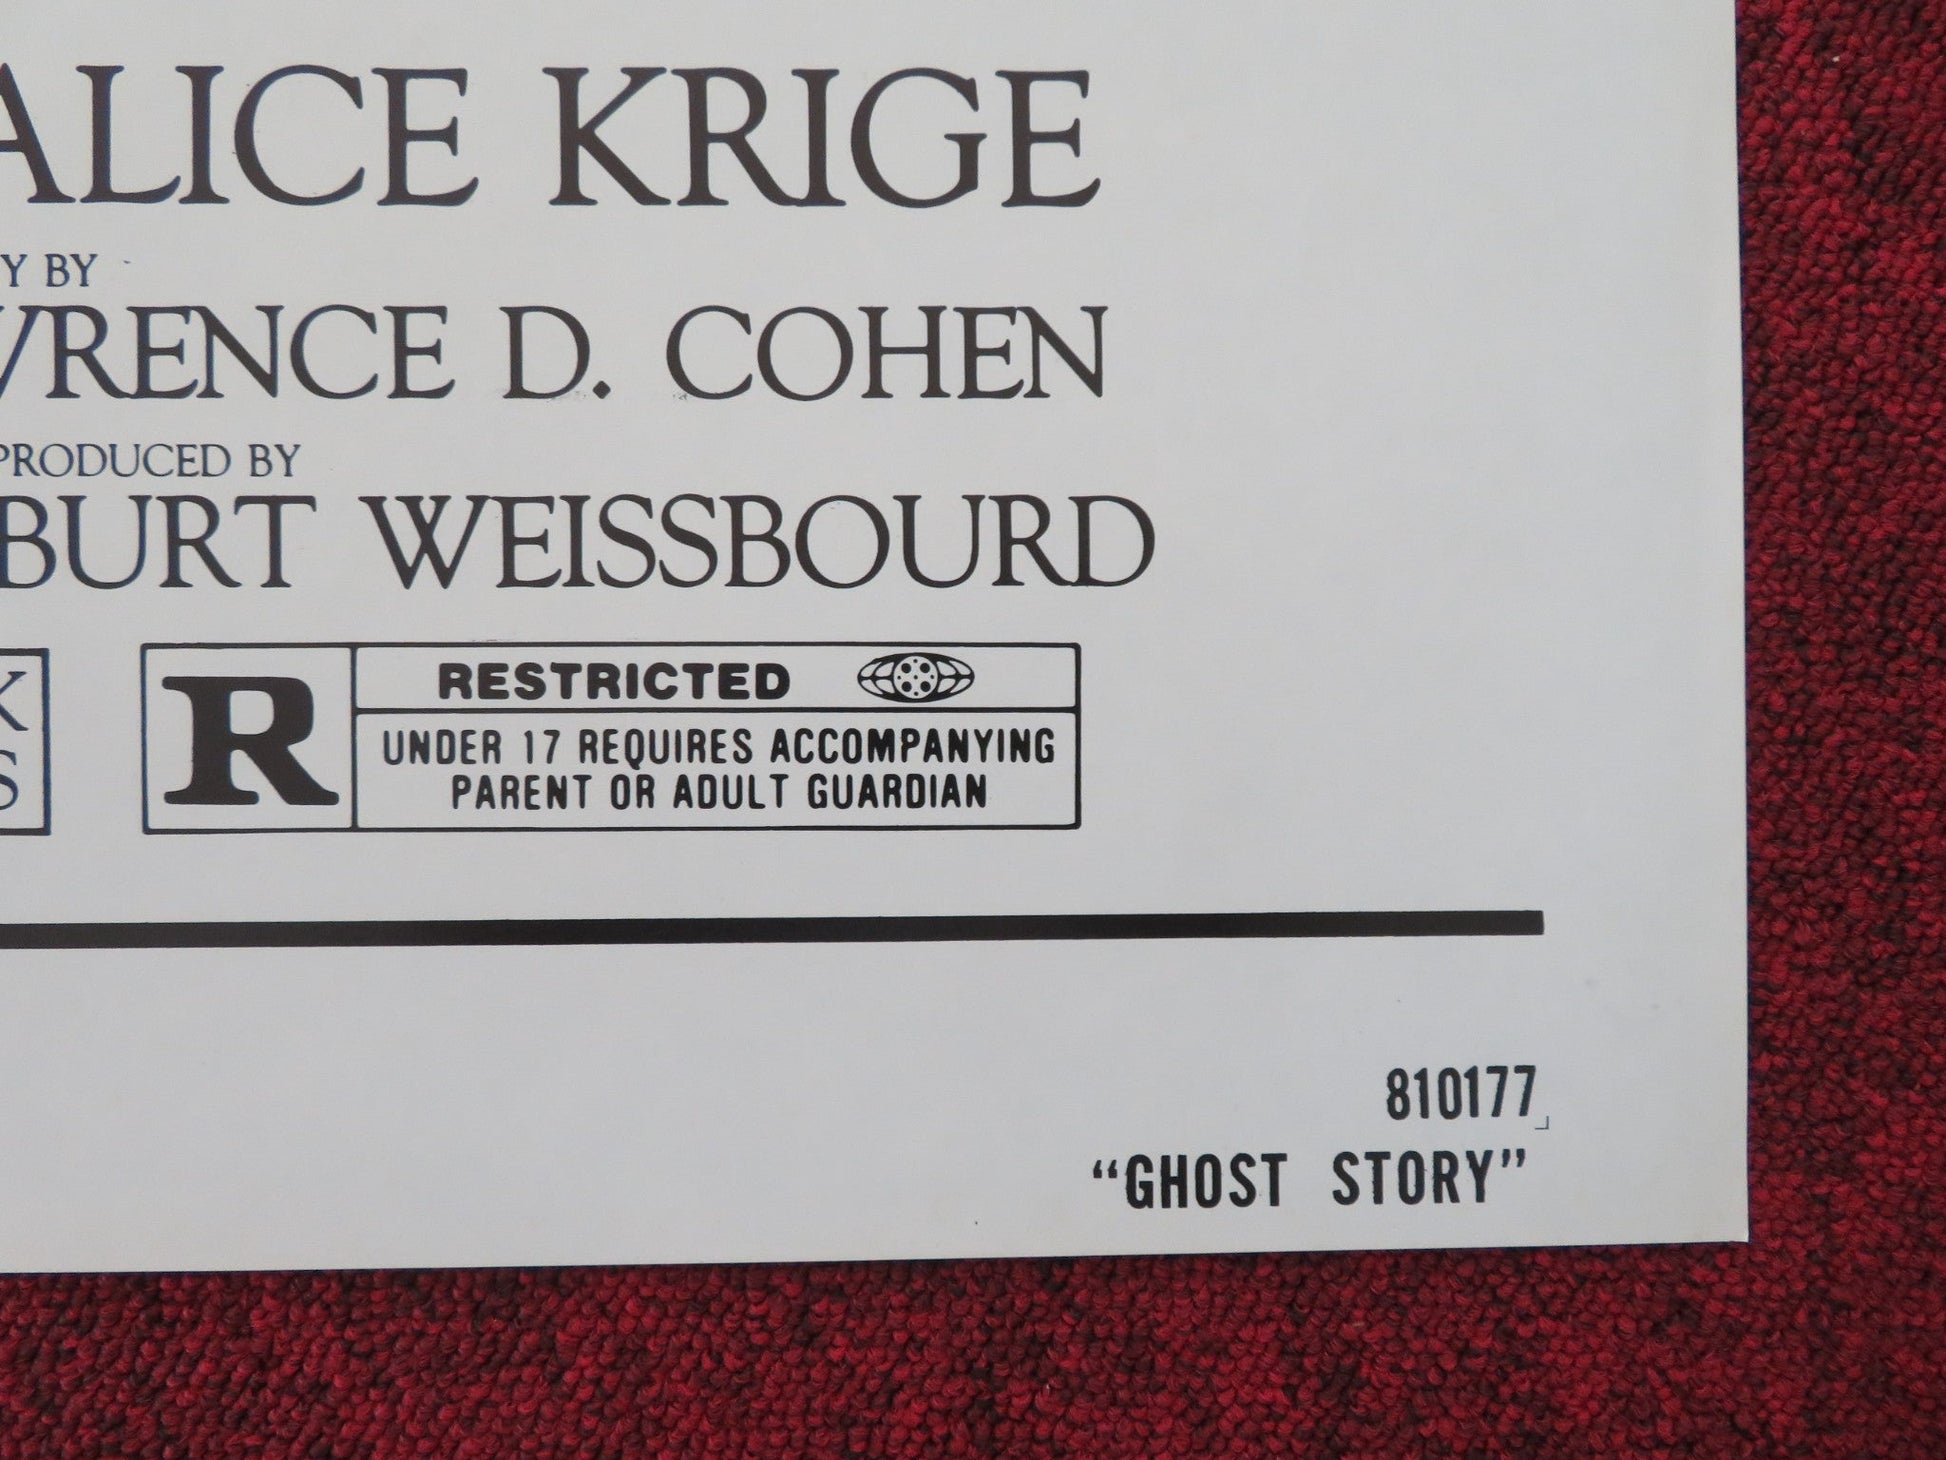 ALICE KRIGE
Y BY
WRENCE D. COHEN
PRODUCED BY
BURT WEISSBOURD
K
S
R
RESTRICTED
UNDER 17 REQUIRES ACCOMPANYING
PARENT OR ADULT GUARDIAN
810177
“GHOST STORY”